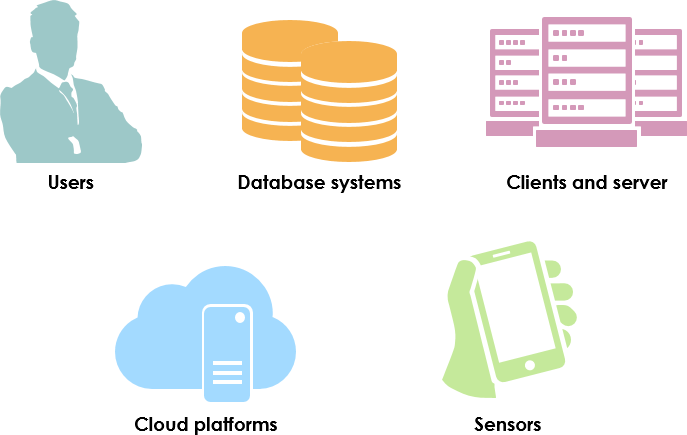 Users
Database systems
Clients and server
Cloud platforms
Sensors